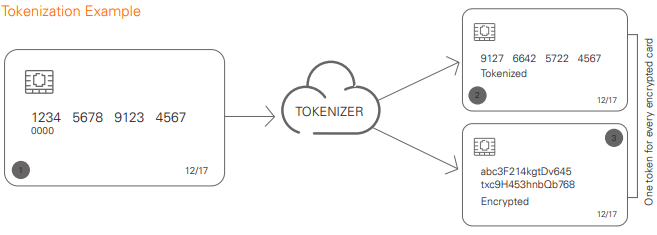 Tokenization Example
1234 5678 9123 4567
0000
1
12/17
TOKENIZER
9127 6642 5722 4567
Tokenized
2
12/17
3
abc3F214kgtDv645
txc9H453hnbQb768
Encrypted
12/17
One token for every encrypted card